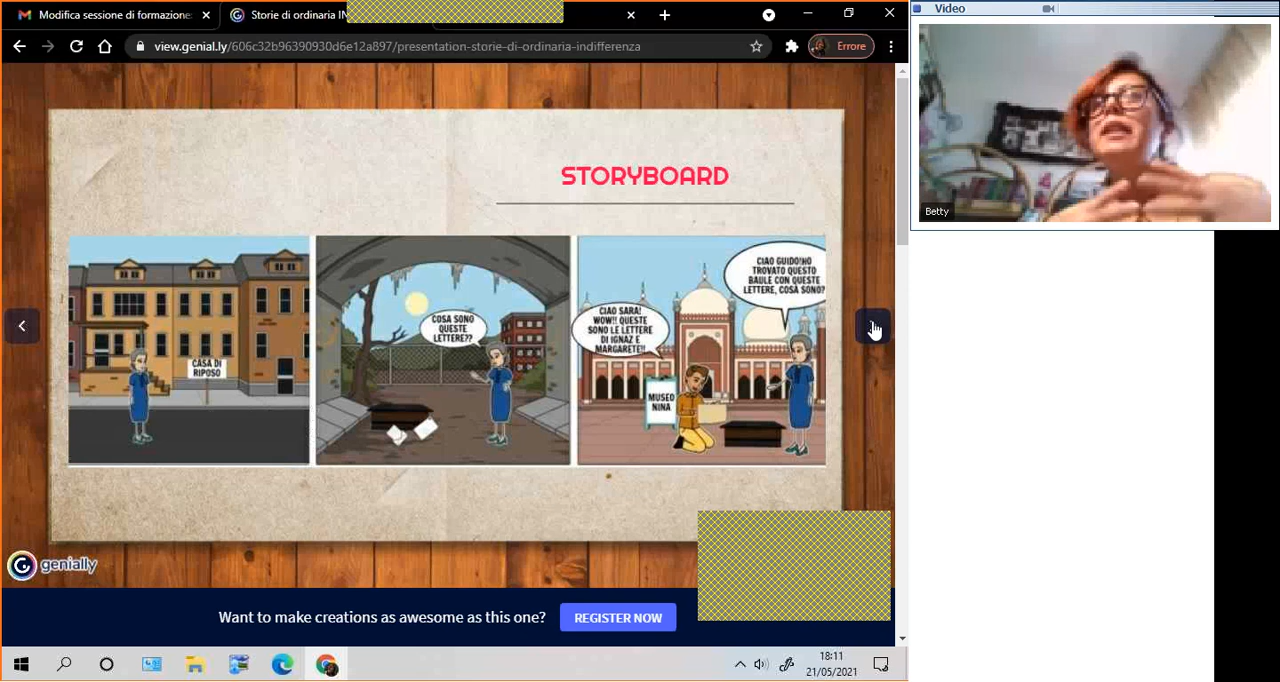 Modifica sessione di formazione:
Storie di ordinaria IN
Video
view.genial.ly/606c32b96390930d6e12a897/presentation-storie-di-ordinaria-indifferenza
Errore
STORYBOARD
CASA DI
RIPOSO
COSA SONO
QUESTE
LETTERE??
CIAO GUIDO!HO
TROVATO QUESTO
BAULE CON QUESTE
LETTERE, COSA SONO?
CIAO SARA!
WOW!! QUESTE
SONO LE LETTERE
DI IGNAZ E
MARGARETE!!
MUSEO
NINA
Betty
genially
Want to make creations as awesome as this one?
REGISTER NOW
18:11
21/05/2021